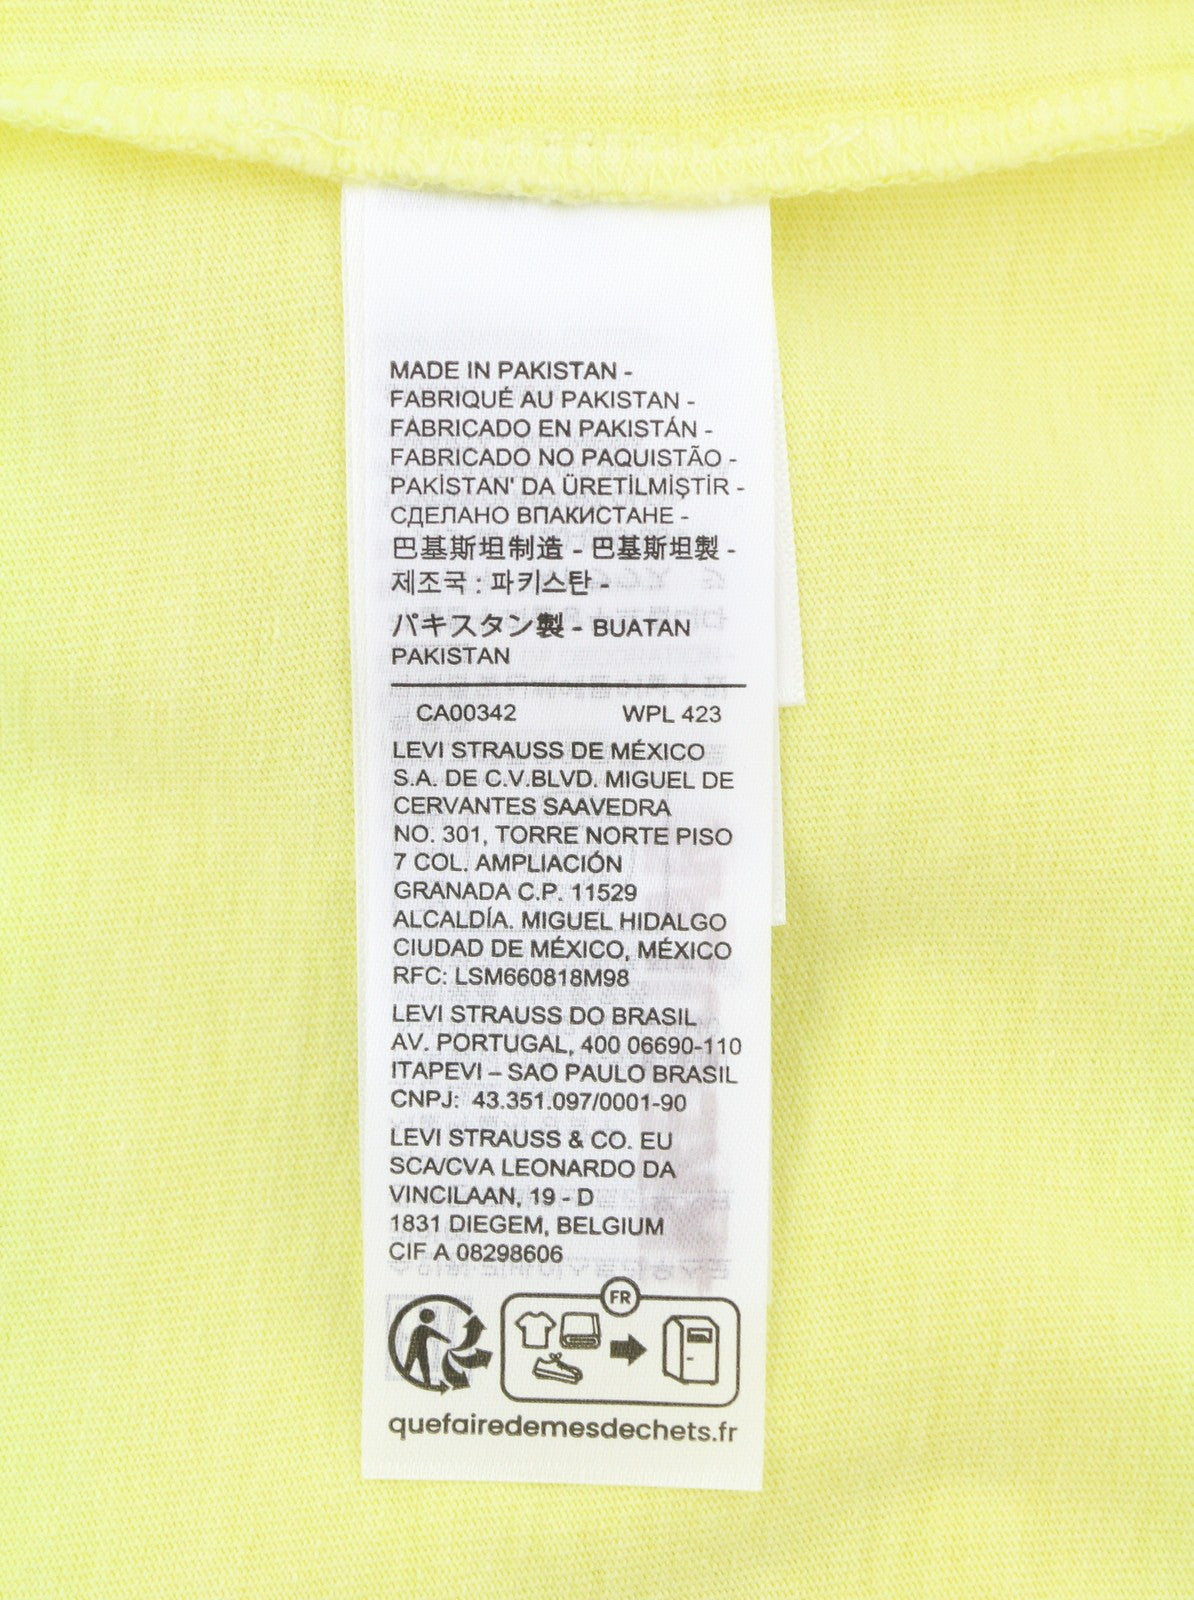 MADE IN PAKISTAN -
FABRIQUÉ AU PAKISTAN -
FABRICADO EN PAKISTÁN -
FABRICADO NO PAQUISTÃO -
PAKİSTAN' DA ÜRETİLMİŞTİR -
СДЕЛАНО ВПАКИСТАНЕ -
巴基斯坦制造 - 巴基斯坦製 -
제조국 : 파키스탄 -
パキスタン製 - BUATAN
PAKISTAN
CA00342 WPL 423
LEVI STRAUSS DE MÉXICO
S.A. DE C.V.BLVD. MIGUEL DE
CERVANTES SAAVEDRA
NO. 301, TORRE NORTE PISO
7 COL. AMPLIACIÓN
GRANADA C.P. 11529
ALCALDÍA. MIGUEL HIDALGO
CIUDAD DE MÉXICO, MÉXICO
RFC: LSM660818M98
LEVI STRAUSS DO BRASIL
AV. PORTUGAL, 400 06690-110
ITAPEVI – SAO PAULO BRASIL
CNPJ: 43.351.097/0001-90
LEVI STRAUSS & CO. EU
SCA/CVA LEONARDO DA
VINCILAAN, 19 - D
1831 DIEGEM, BELGIUM
CIF A 08298606
FR
quefairedemesdechets.fr